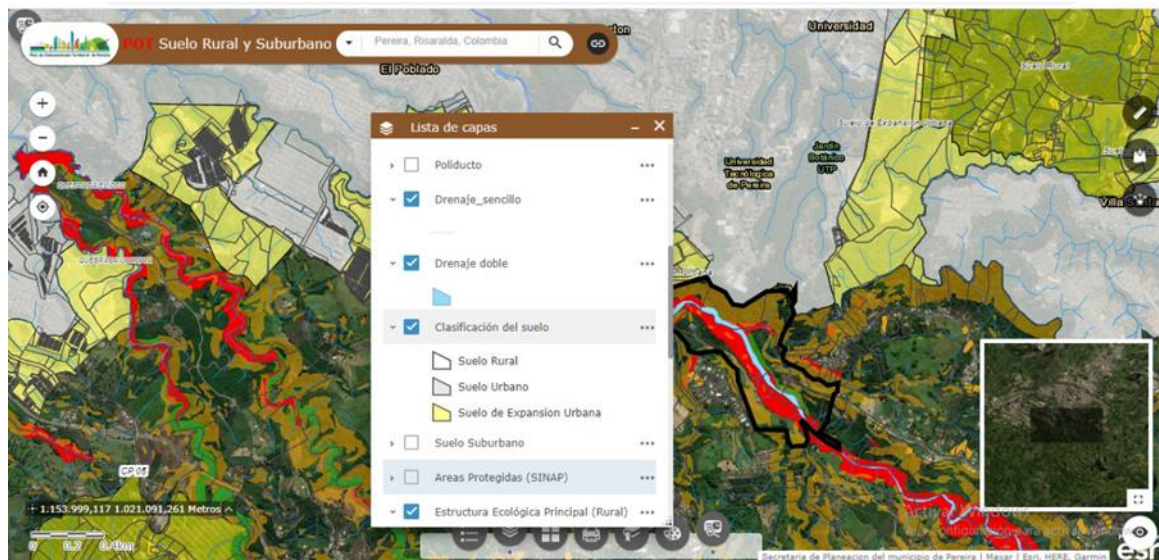 POT Suelo Rural y Suburbano
Pereira, Risaralda, Colombia
Universidad
El Poblado
Suelo Rural
Suelo de Expansion Urbana
Jardín
Botánico
UTP
Universidad
Tecnológica
de Pereira
Lista de capas
Poliducto
Drenaje_sencillo
Drenaje doble
Clasificación del suelo
Suelo Rural
Suelo Urbano
Suelo de Expansion Urbana
Suelo Suburbano
Areas Protegidas (SINAP)
Estructura Ecológica Principal (Rural)
1.153.999,117 1.021.091,261 Metros
0 0.2 0.4km
Secretaria de Planeacion del municipio de Pereira | Maxar | Esri, HERE, Garmin